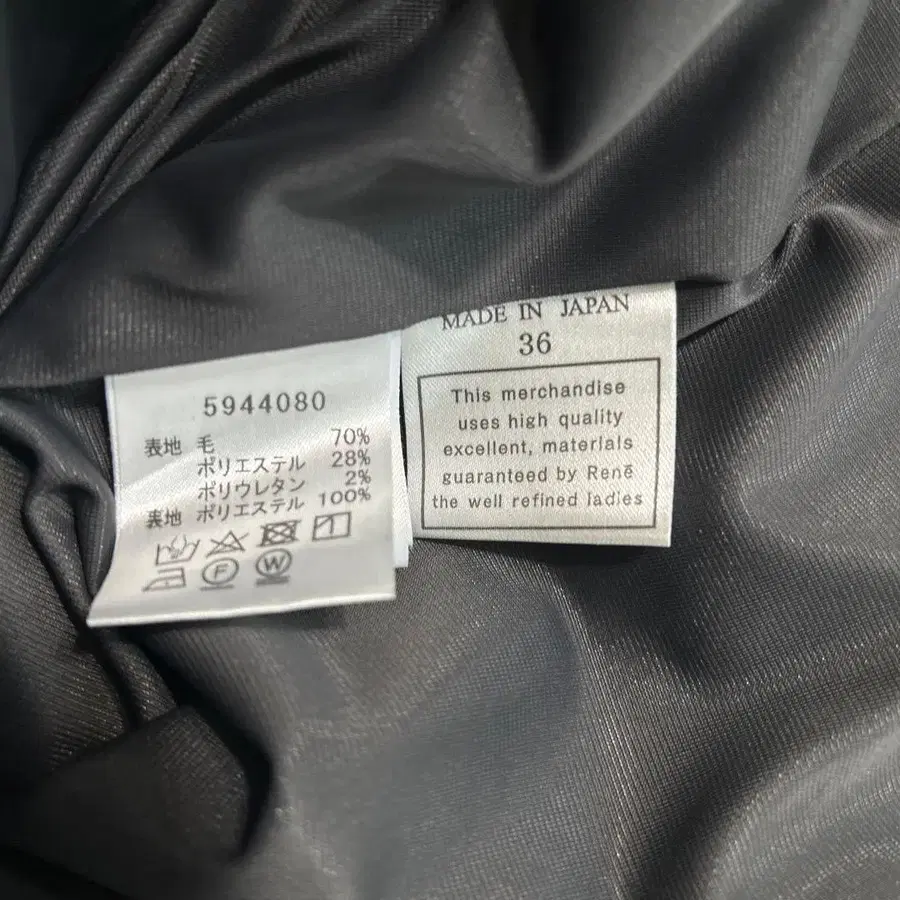 5944080
表地 毛 70%
ポリエステル 28%
ポリウレタン 2%
表地 ポリエステル 100%
F W
MADE IN JAPAN
36
This merchandise
uses high quality
excellent, materials
guaranteed by René
the well refined ladies